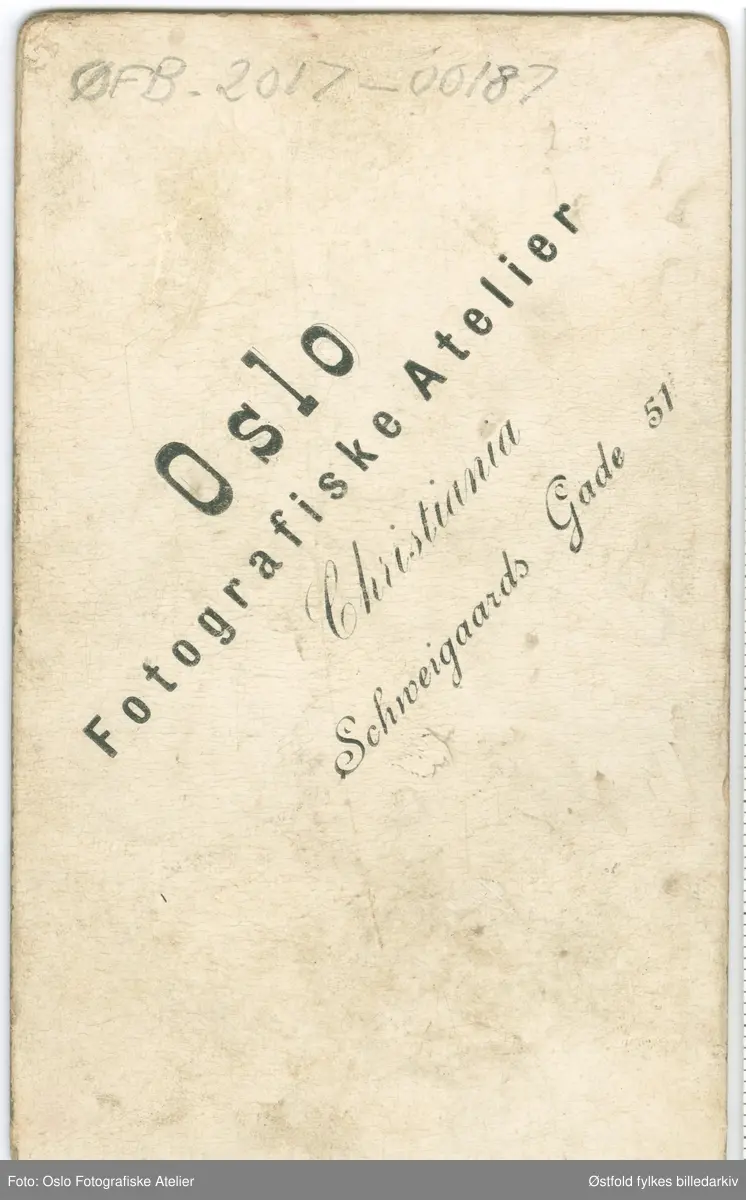 ØFB-2017-00187
Oslo
Fotografiske Atelier
Christiania
Schweigaards Gade 51
Foto: Oslo Fotografiske Atelier
Østfold fylkes billedarkiv